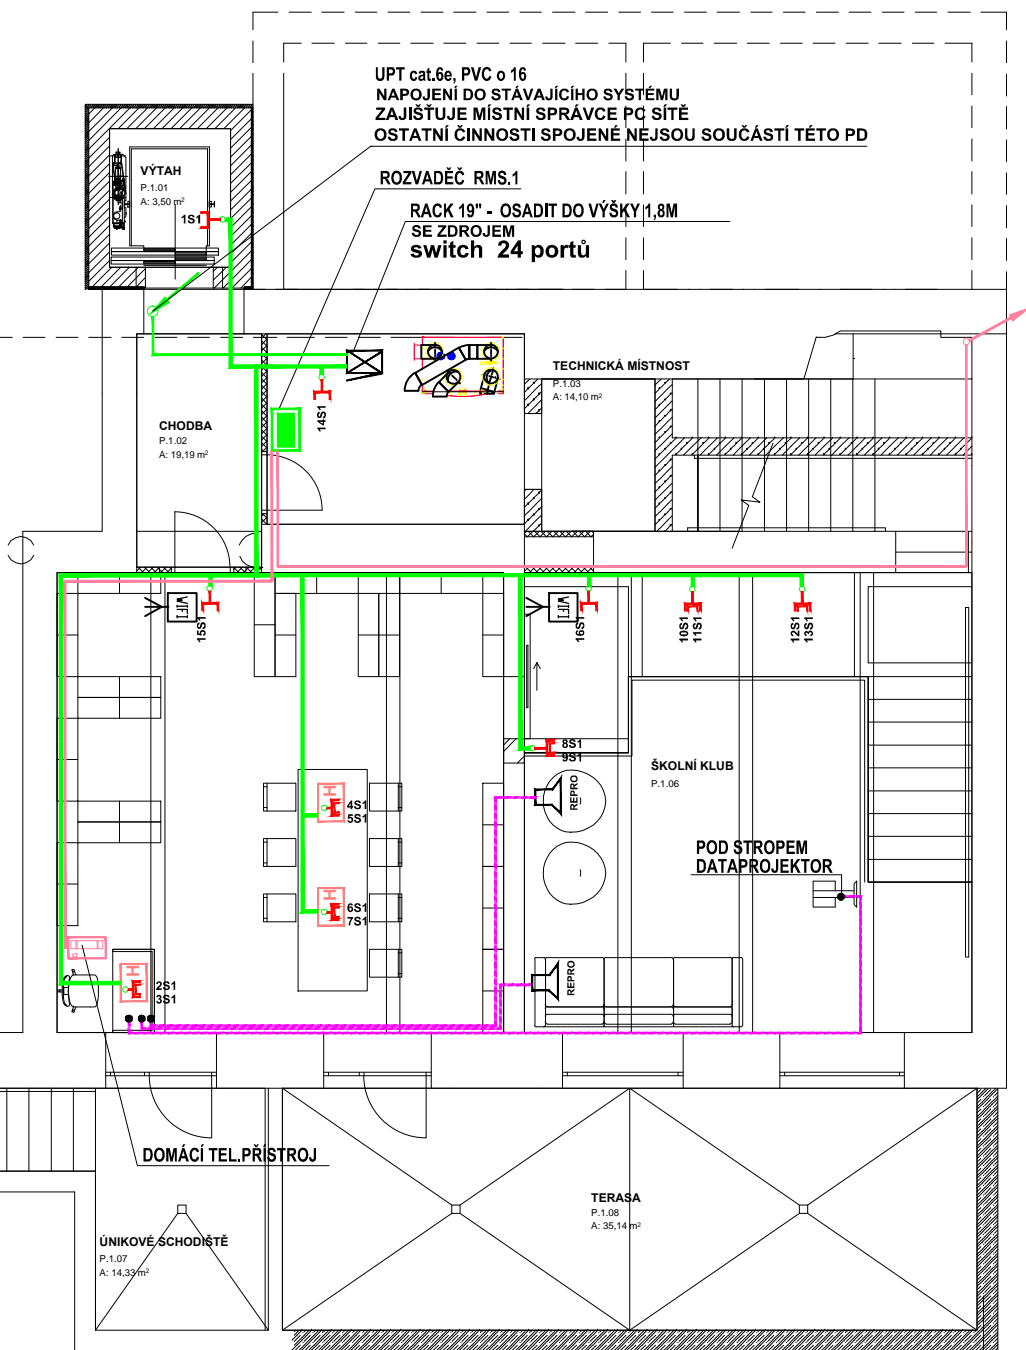 UPT cat.6e, PVC o 16
NAPOJENÍ DO STÁVAJÍCÍHO SYSTÉMU
ZAJIŠŤUJE MÍSTNÍ SPRÁVCE PC SÍTĚ
OSTATNÍ ČINNOSTI SPOJENÉ NEJSOU SOUČÁSTÍ TÉTO PD
ROZVADĚČ RMS.1
RACK 19" - OSADIT DO VÝŠKY 1,8M
SE ZDROJEM
switch 24 portů
VÝTAH
P.1.01
A: 3,50 m²
1S1
TECHNICKÁ MÍSTNOST
P.1.03
A: 14,10 m²
14S1
CHODBA
P.1.02
A: 19,19 m²
WIFI
15S1
WIFI
16S1
10S1
11S1
12S1
13S1
8S1
9S1
ŠKOLNÍ KLUB
P.1.06
REPRO
4S1
5S1
POD STROPEM
DATAPROJEKTOR
6S1
7S1
REPRO
2S1
3S1
DOMÁCÍ TEL.PŘÍSTROJ
TERASA
P.1.08
A: 35,14 m²
ÚNIKOVÉ SCHODIŠTĚ
P.1.07
A: 14,33 m²